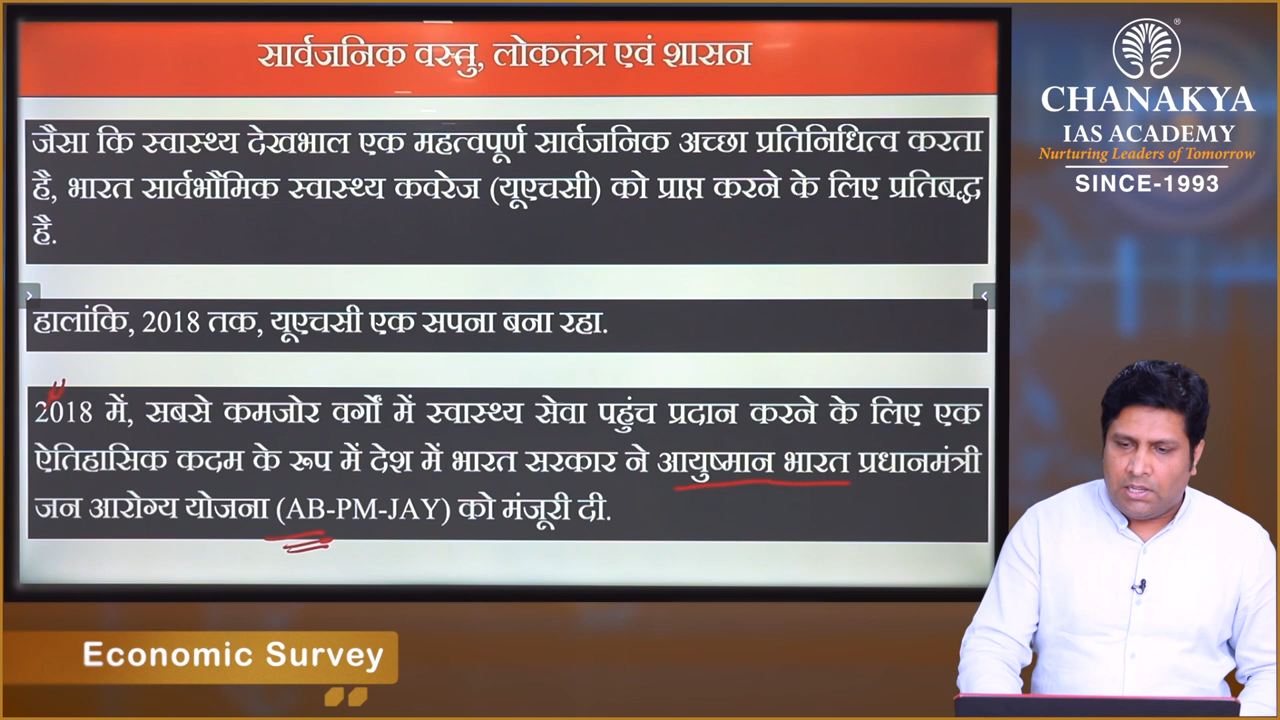 सार्वजनिक वस्तु, लोकतंत्र एवं शासन
जैसा कि स्वास्थ्य देखभाल एक महत्वपूर्ण सार्वजनिक अच्छा प्रतिनिधित्व करता
है, भारत सार्वभौमिक स्वास्थ्य कवरेज (यूएचसी) को प्राप्त करने के लिए प्रतिबद्ध
है.
हालांकि, 2018 तक, यूएचसी एक सपना बना रहा.
2018 में, सबसे कमजोर वर्गों में स्वास्थ्य सेवा पहुंच प्रदान करने के लिए एक
ऐतिहासिक कदम के रूप में देश में भारत सरकार ने आयुष्मान भारत प्रधानमंत्री
जन आरोग्य योजना (AB-PM-JAY) को मंजूरी दी.
CHANAKYA
IAS ACADEMY
Nurturing Leaders of Tomorrow
SINCE-1993
Economic Survey